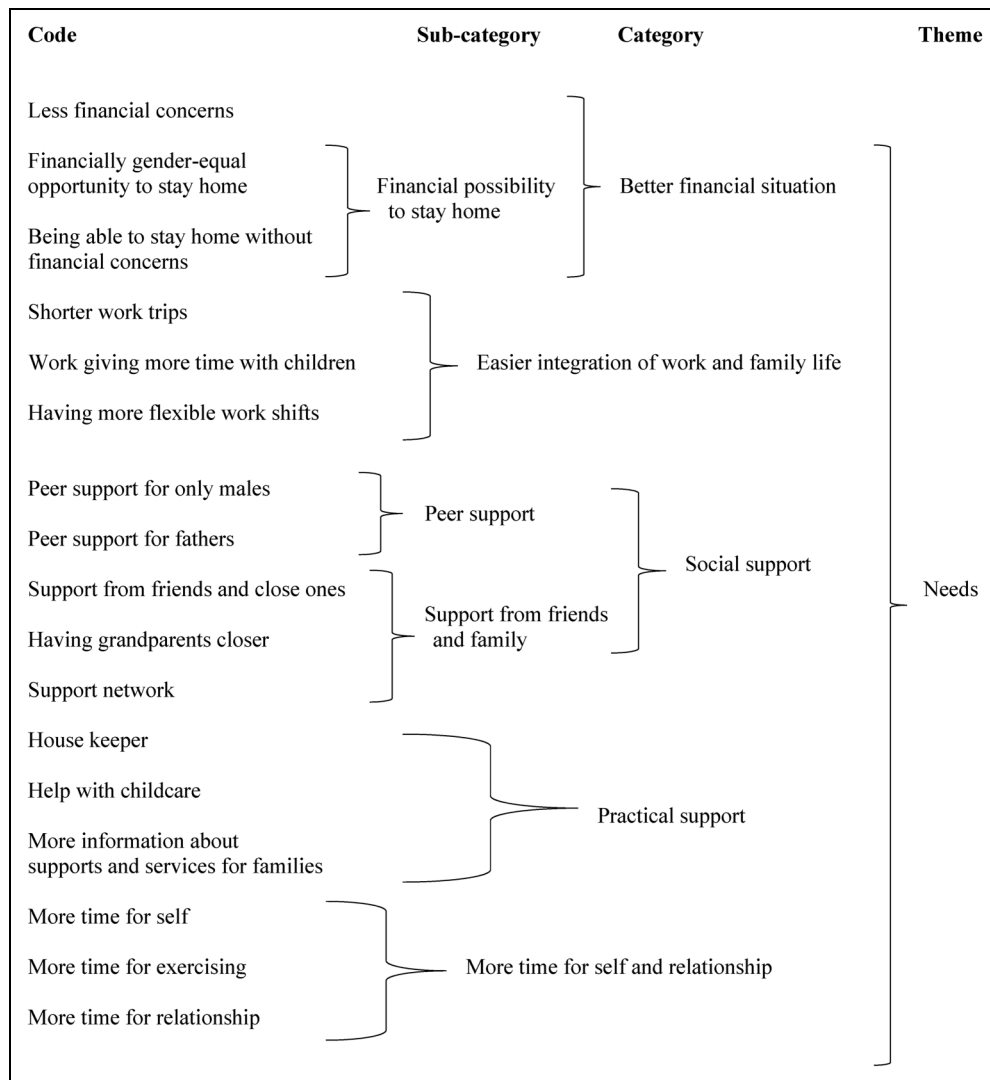 Code Sub-category Category Theme
Less financial concerns
Financially gender-equal
opportunity to stay home
Financial possibility
to stay home
Better financial situation
Being able to stay home without
financial concerns
Shorter work trips
Work giving more time with children
Easier integration of work and family life
Having more flexible work shifts
Peer support for only males
Peer support
Peer support for fathers
Social support
Support from friends and close ones
Needs
Support from friends
and family
Having grandparents closer
Support network
House keeper
Help with childcare
Practical support
More information about
supports and services for families
More time for self
More time for exercising
More time for self and relationship
More time for relationship